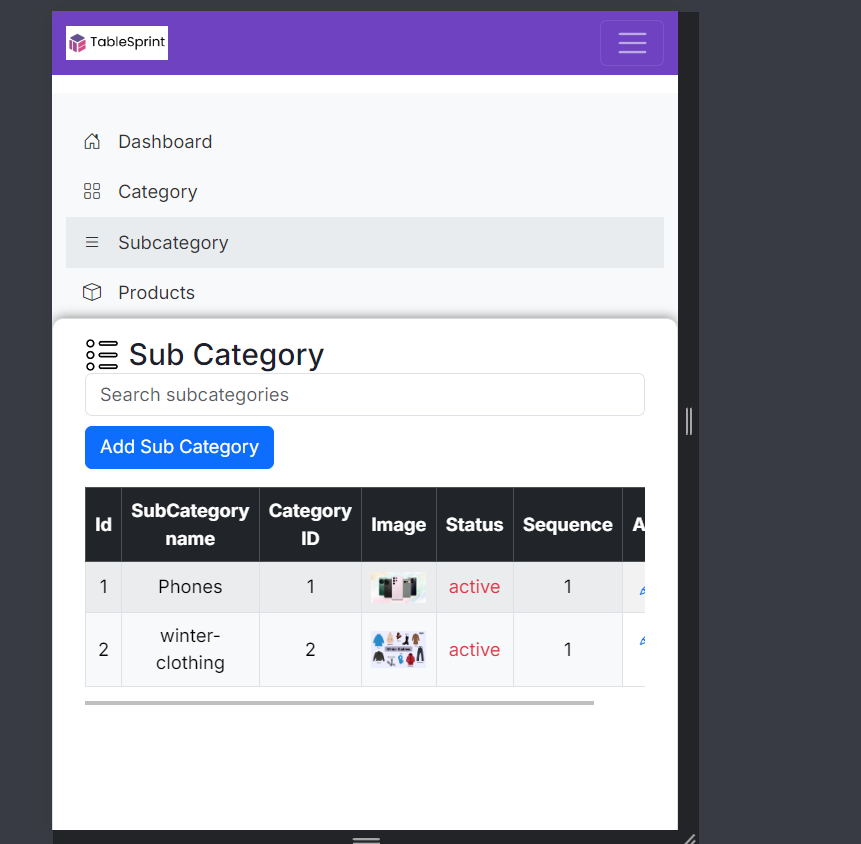 TableSprint
Dashboard
Category
Subcategory
Products
Sub Category
Search subcategories
Add Sub Category
Id SubCategory name Category ID Image Status Sequence A
1 Phones 1 active 1
2 winter-clothing 2 active 1